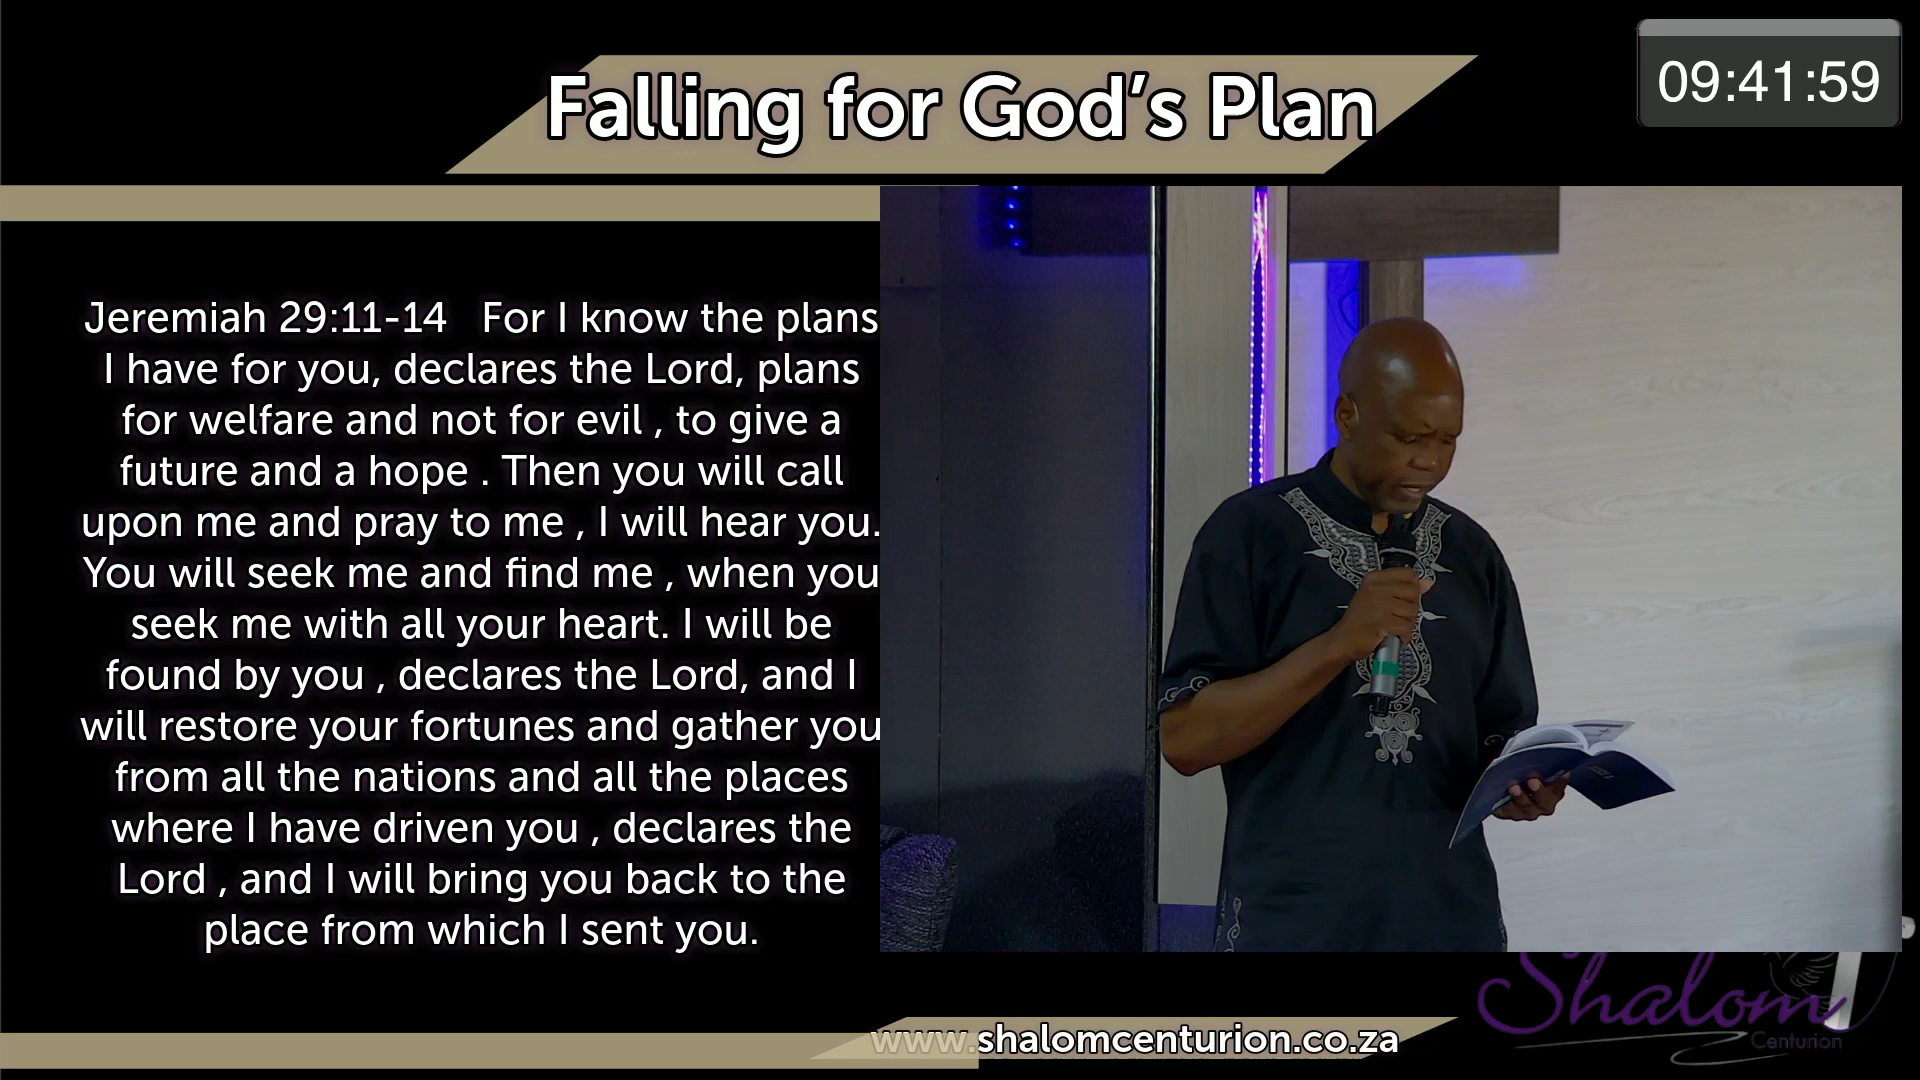 Falling for God's Plan
09:41:59
Jeremiah 29:11-14   For I know the plans
I have for you, declares the Lord, plans
for welfare and not for evil , to give a
future and a hope . Then you will call
upon me and pray to me , I will hear you.
You will seek me and find me , when you
seek me with all your heart. I will be
found by you , declares the Lord, and I
will restore your fortunes and gather you
from all the nations and all the places
where I have driven you , declares the
Lord , and I will bring you back to the
place from which I sent you.
www.shalomcenturion.co.za
Shalom
Centurion